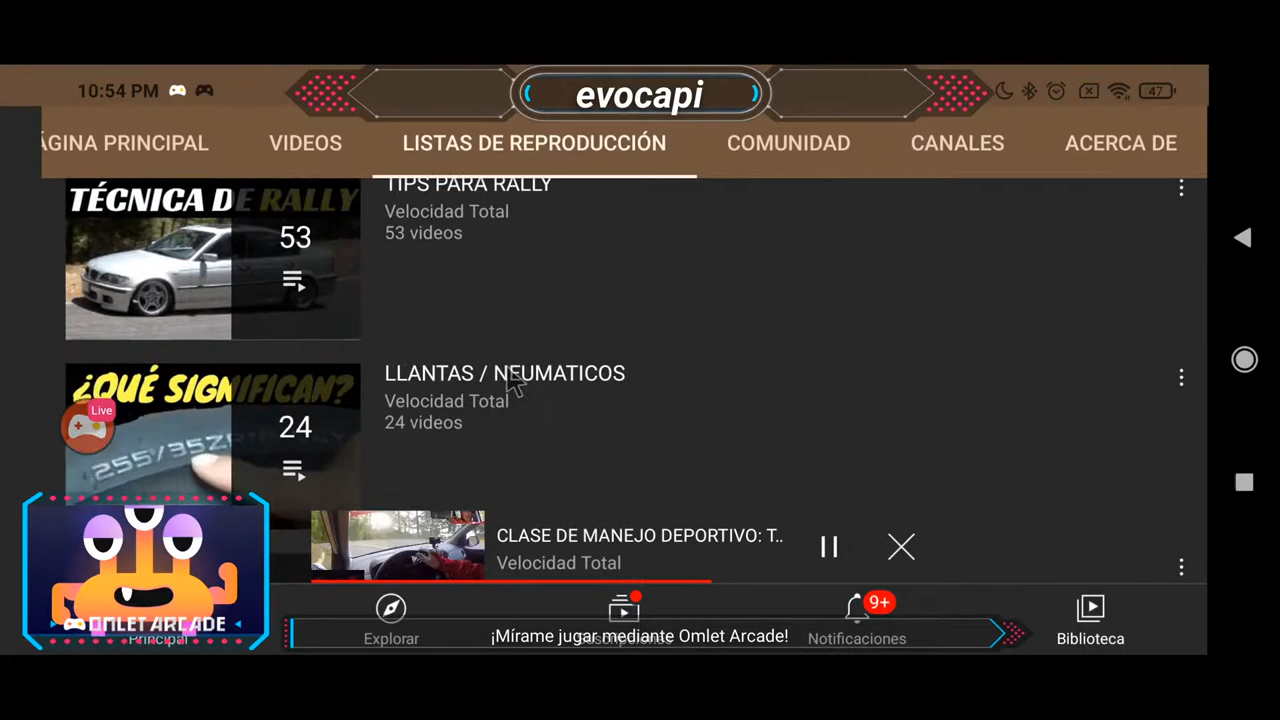 10:54 PM
evocapi
47
ÁGINA PRINCIPAL
VIDEOS
LISTAS DE REPRODUCCIÓN
COMUNIDAD
CANALES
ACERCA DE
TÉCNICA DE RALLY
53
TIPS PARA RALLY
Velocidad Total
53 videos
¿QUÉ SIGNIFICAN?
24
LLANTAS / NEUMATICOS
Velocidad Total
24 videos
Live
CLASE DE MANEJO DEPORTIVO: T..
Velocidad Total
OMLET ARCADE
Principal
Explorar
¡Mírame jugar mediante Omlet Arcade!
9+
Notificaciones
Biblioteca